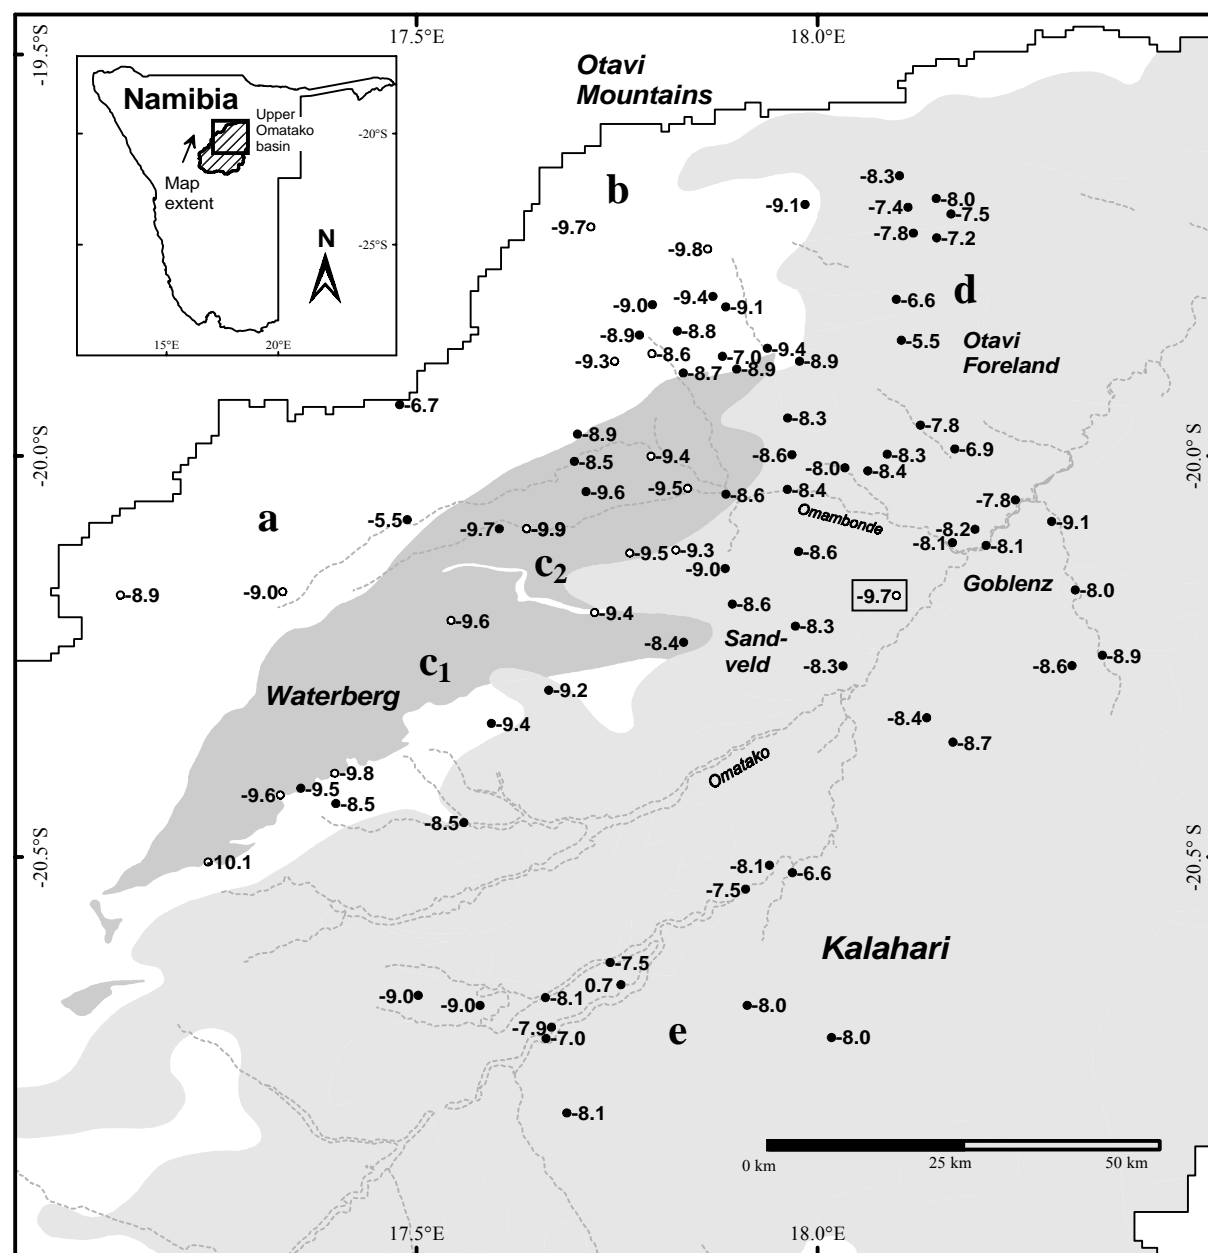 17.5°E
18.0°E
-19.5°S
Otavi
Mountains
Namibia
Upper
Omatako
basin
-20°S
Map
extent
-25°S
N
15°E
20°E
b
-9.7
-9.8
-9.1
-8.3
-8.0
-7.4
-7.5
-7.8
-7.2
d
-6.6
-5.5
Otavi
Foreland
-9.0
-9.4
-9.1
-8.9
-8.8
-9.3
-8.6
-7.0
-9.4
-8.7
-8.9
-8.9
-6.7
-8.3
-7.8
-8.9
-8.5
-9.4
-8.6
-8.3
-6.9
-20.0°S
-20.0° S
-8.0
-8.4
-9.6
-9.5
-8.6
-8.4
-7.8
a
-5.5
-9.7
-9.9
Omambonde
-8.2
-9.1
-8.1
-8.1
c2
-9.5
-9.3
-9.0
-8.6
Goblenz
-8.9
-9.0
-9.7
-8.0
-9.6
-9.4
-8.6
-8.3
Sand-
veld
-8.4
-8.3
-8.6
-8.9
c1
Waterberg
-9.2
-9.4
-8.4
-8.7
Omatako
-9.8
-9.6
-9.5
-8.5
-8.5
-10.1
-8.1
-6.6
-7.5
-20.5°S
-20.5° S
Kalahari
-7.5
0.7
-9.0
-9.0
-8.1
-7.9
-7.0
e
-8.0
-8.0
-8.1
0 km
25 km
50 km
17.5°E
18.0°E